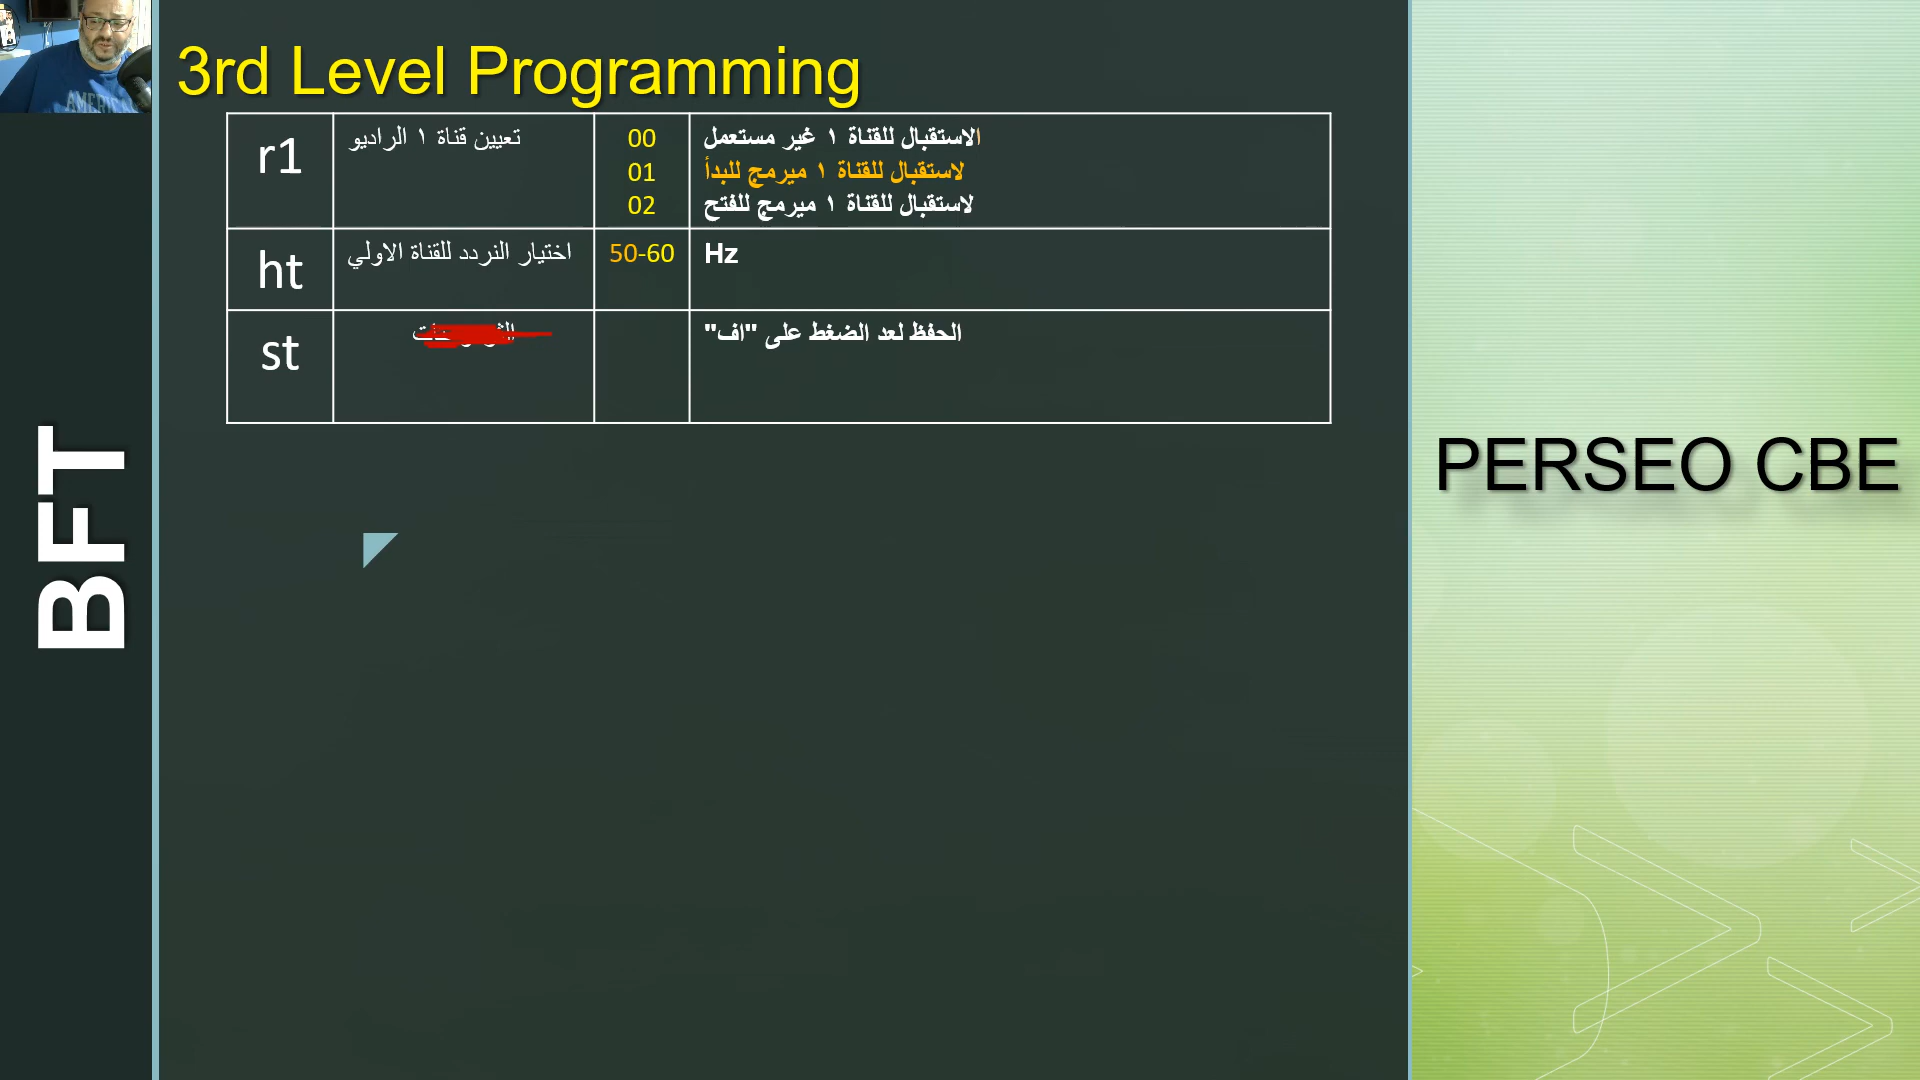 3rd Level Programming
r1
تعيين قناة ١ الراديو
00
01
02
الاستقبال للقناة ١ غير مستعمل
لاستقبال للقناة ١ ميرمج للبدأ
لاستقبال للقناة ١ ميرمج للفتح
ht
اختيار النردد للقناة الاولي
50-60
Hz
st
الحفظ لعد الضغط على "اف"
BFT
PERSEO CBE